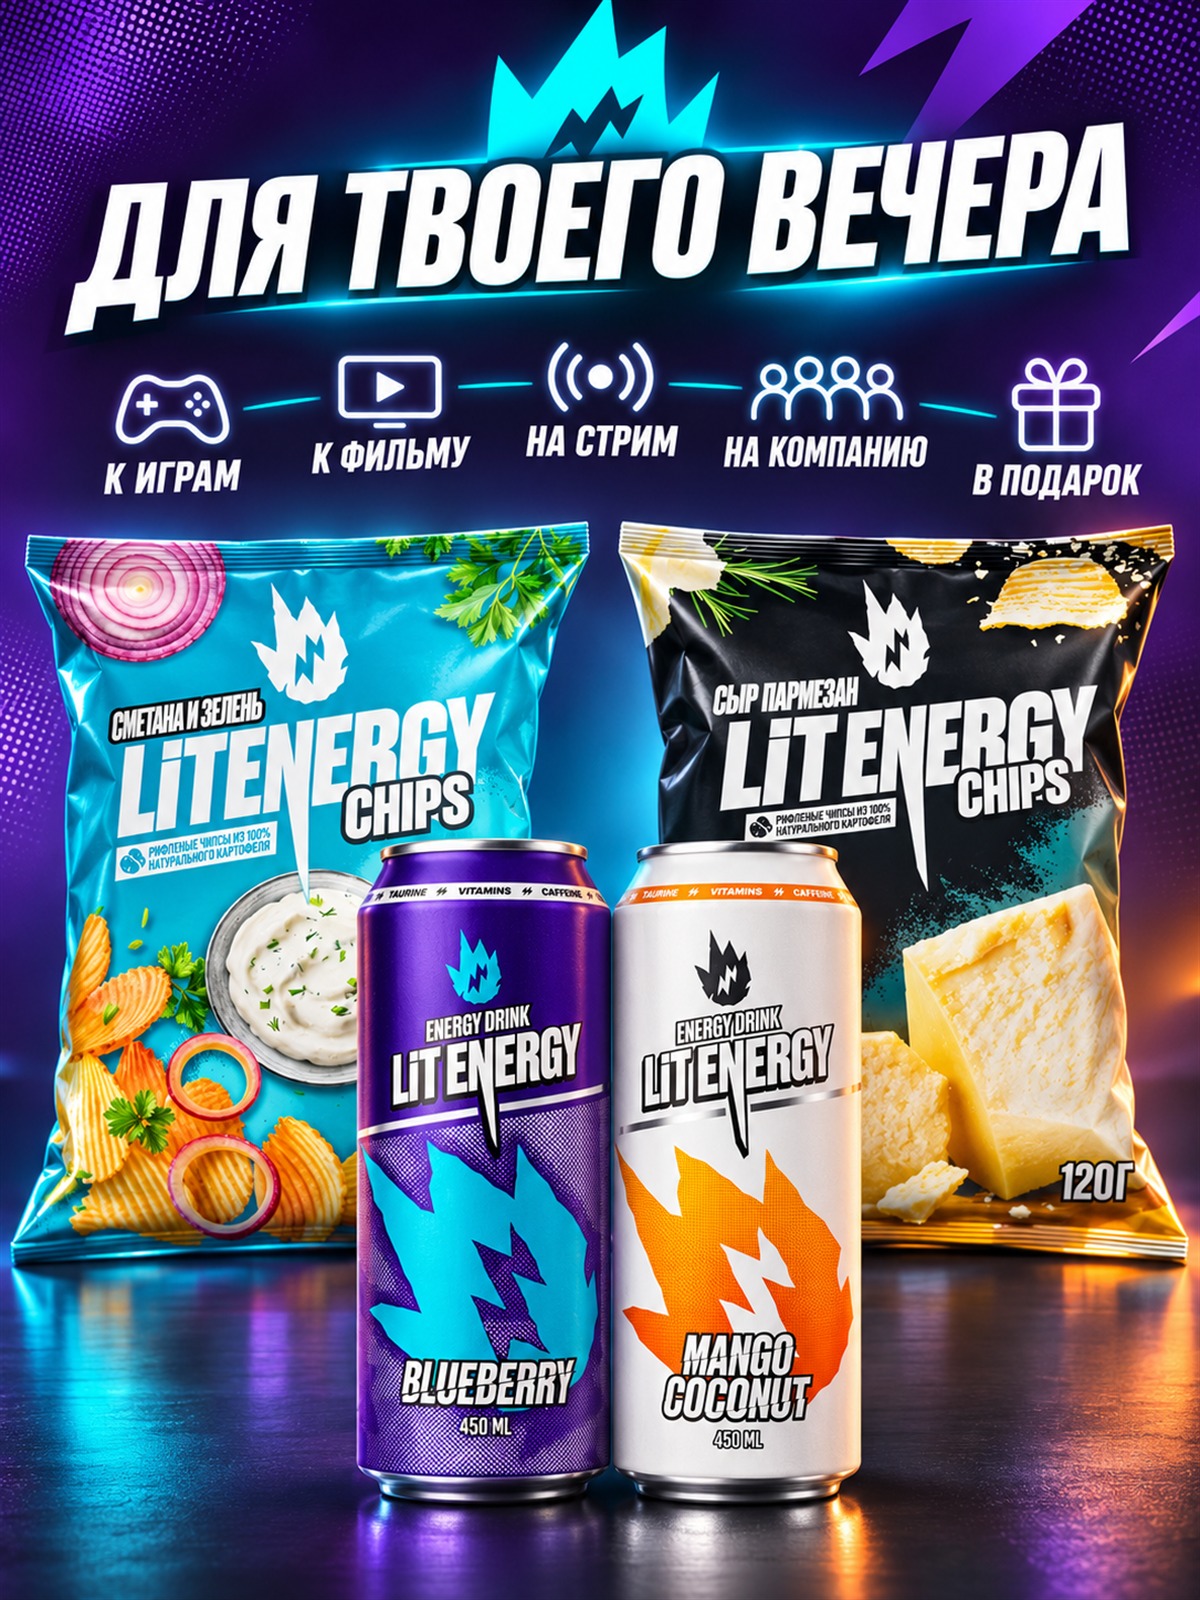 ДЛЯ ТВОЕГО ВЕЧЕРА
К ИГРАМ
К ФИЛЬМУ
НА СТРИМ
НА КОМПАНИЮ
В ПОДАРОК
СМЕТАНА И ЗЕЛЕНЬ
LiTENERGY
CHIPS
РИФЛЕНЫЕ ЧИПСЫ ИЗ 100%
НАТУРАЛЬНОГО КАРТОФЕЛЯ
СЫР ПАРМЕЗАН
LiT ENERGY
CHIPS
РИФЛЕНЫЕ ЧИПСЫ ИЗ 100%
НАТУРАЛЬНОГО КАРТОФЕЛЯ
120Г
TAURINE VITAMINS CAFFEINE
ENERGY DRINK
LiT ENERGY
BLUEBERRY
450 ML
TAURINE VITAMINS CAFFEINE
ENERGY DRINK
LiT ENERGY
MANGO
COCONUT
450 ML